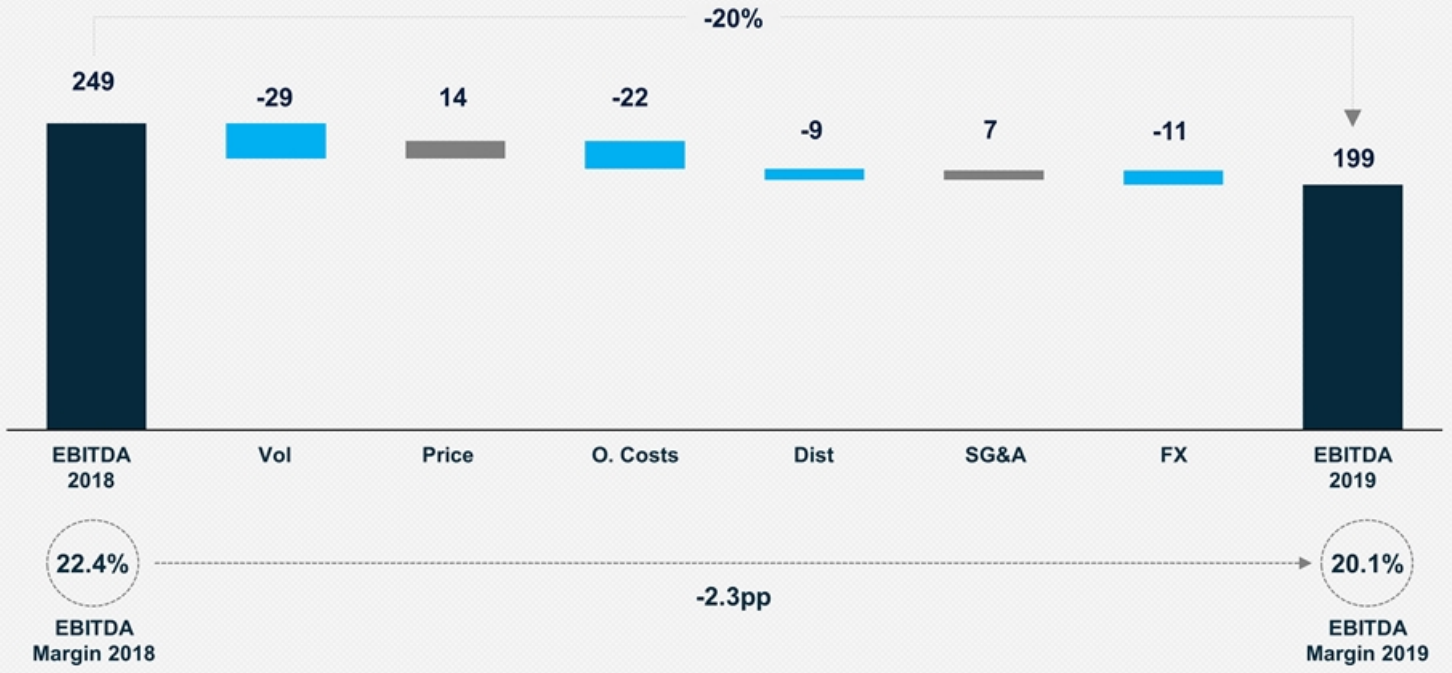 -20%
249
-29
14
-22
-9
7
-11
199
EBITDA
2018
Vol
Price
O. Costs
Dist
SG&A
FX
EBITDA
2019
22.4%
-2.3pp
20.1%
EBITDA
Margin 2018
EBITDA
Margin 2019